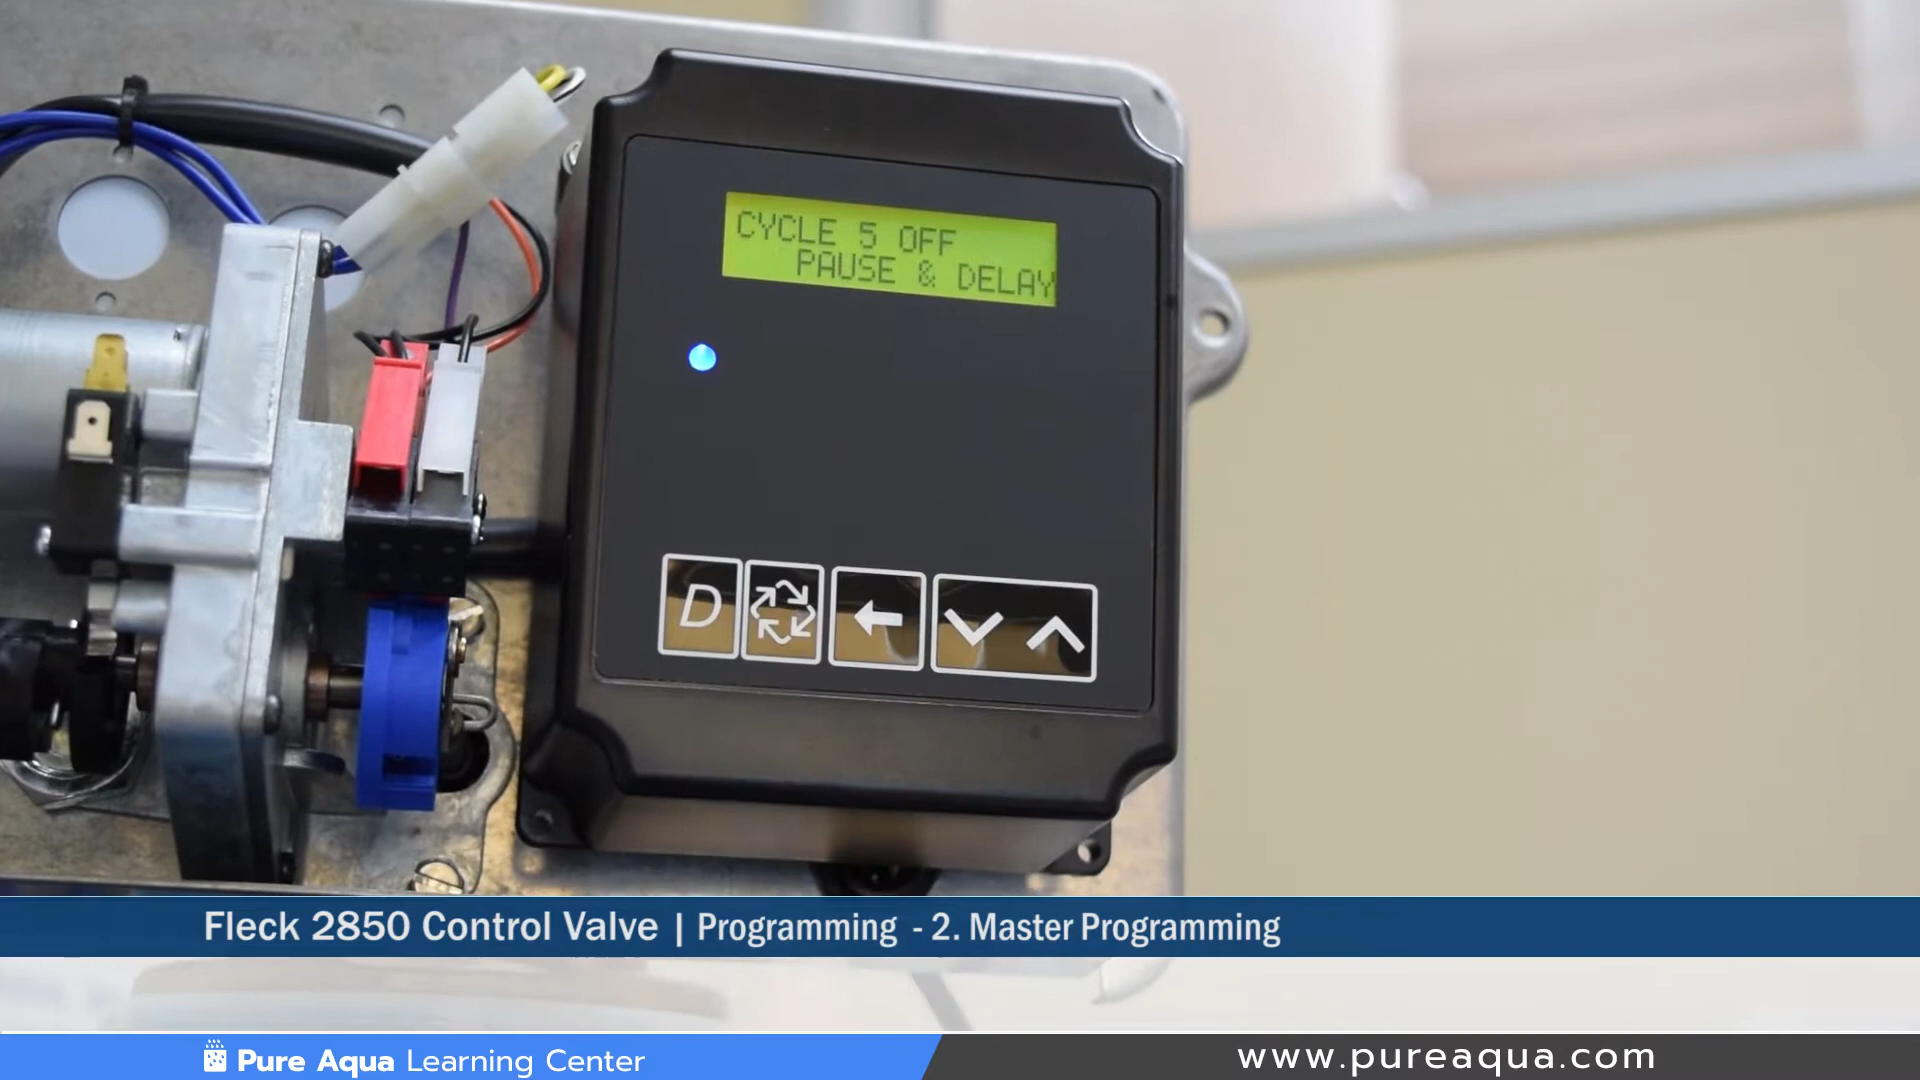 CYCLE 5 OFF
PAUSE & DELAY
D
Fleck 2850 Control Valve | Programming - 2. Master Programming
Pure Aqua Learning Center
www.pureaqua.com